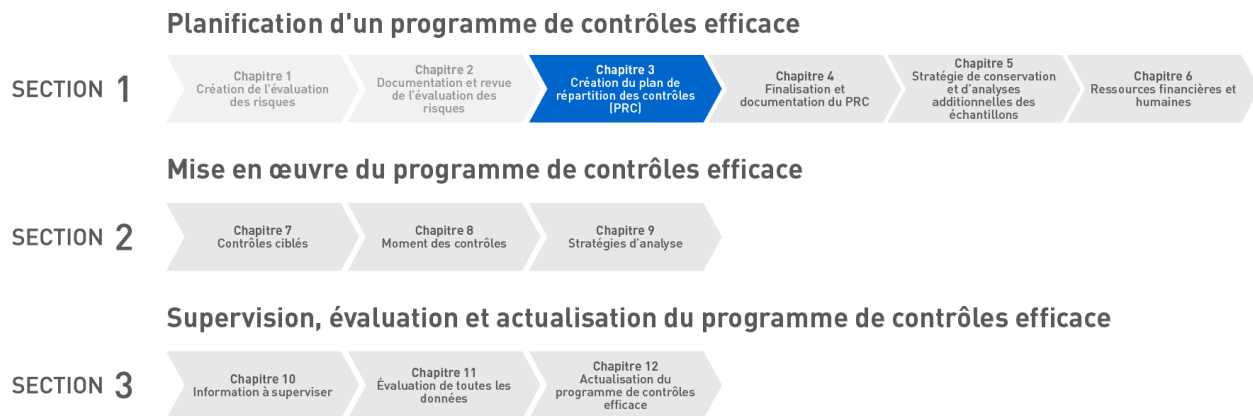 Planification d'un programme de contrôles efficace
SECTION 1
Chapitre 1
Création de l'évaluation
des risques
Chapitre 2
Documentation et revue
de l'évaluation des
risques
Chapitre 3
Création du plan de
répartition des contrôles
(PRC)
Chapitre 4
Finalisation et
documentation du PRC
Chapitre 5
Stratégie de conservation
et d'analyses
additionnelles des
échantillons
Chapitre 6
Ressources financières et
humaines
Mise en œuvre du programme de contrôles efficace
SECTION 2
Chapitre 7
Contrôles ciblés
Chapitre 8
Moment des contrôles
Chapitre 9
Stratégies d'analyse
Supervision, évaluation et actualisation du programme de contrôles efficace
SECTION 3
Chapitre 10
Information à superviser
Chapitre 11
Évaluation de toutes les
données
Chapitre 12
Actualisation du
programme de contrôles
efficace